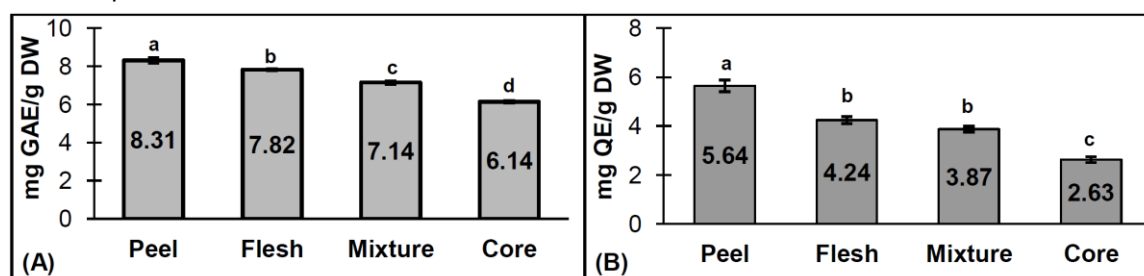 10
8
6
4
2
0
mg GAE/g DW
a
b
c
d
8.31
7.82
7.14
6.14
Peel Flesh Mixture Core
(A)
8
6
4
2
0
mg QE/g DW
a
b
b
c
5.64
4.24
3.87
2.63
Peel Flesh Mixture Core
(B)